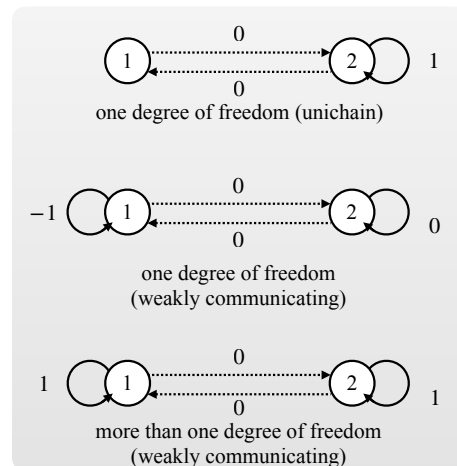 0
1 2 1
0
one degree of freedom (unichain)
0
−1 1 2 0
0
one degree of freedom
(weakly communicating)
0
1 1 2 1
0
more than one degree of freedom
(weakly communicating)